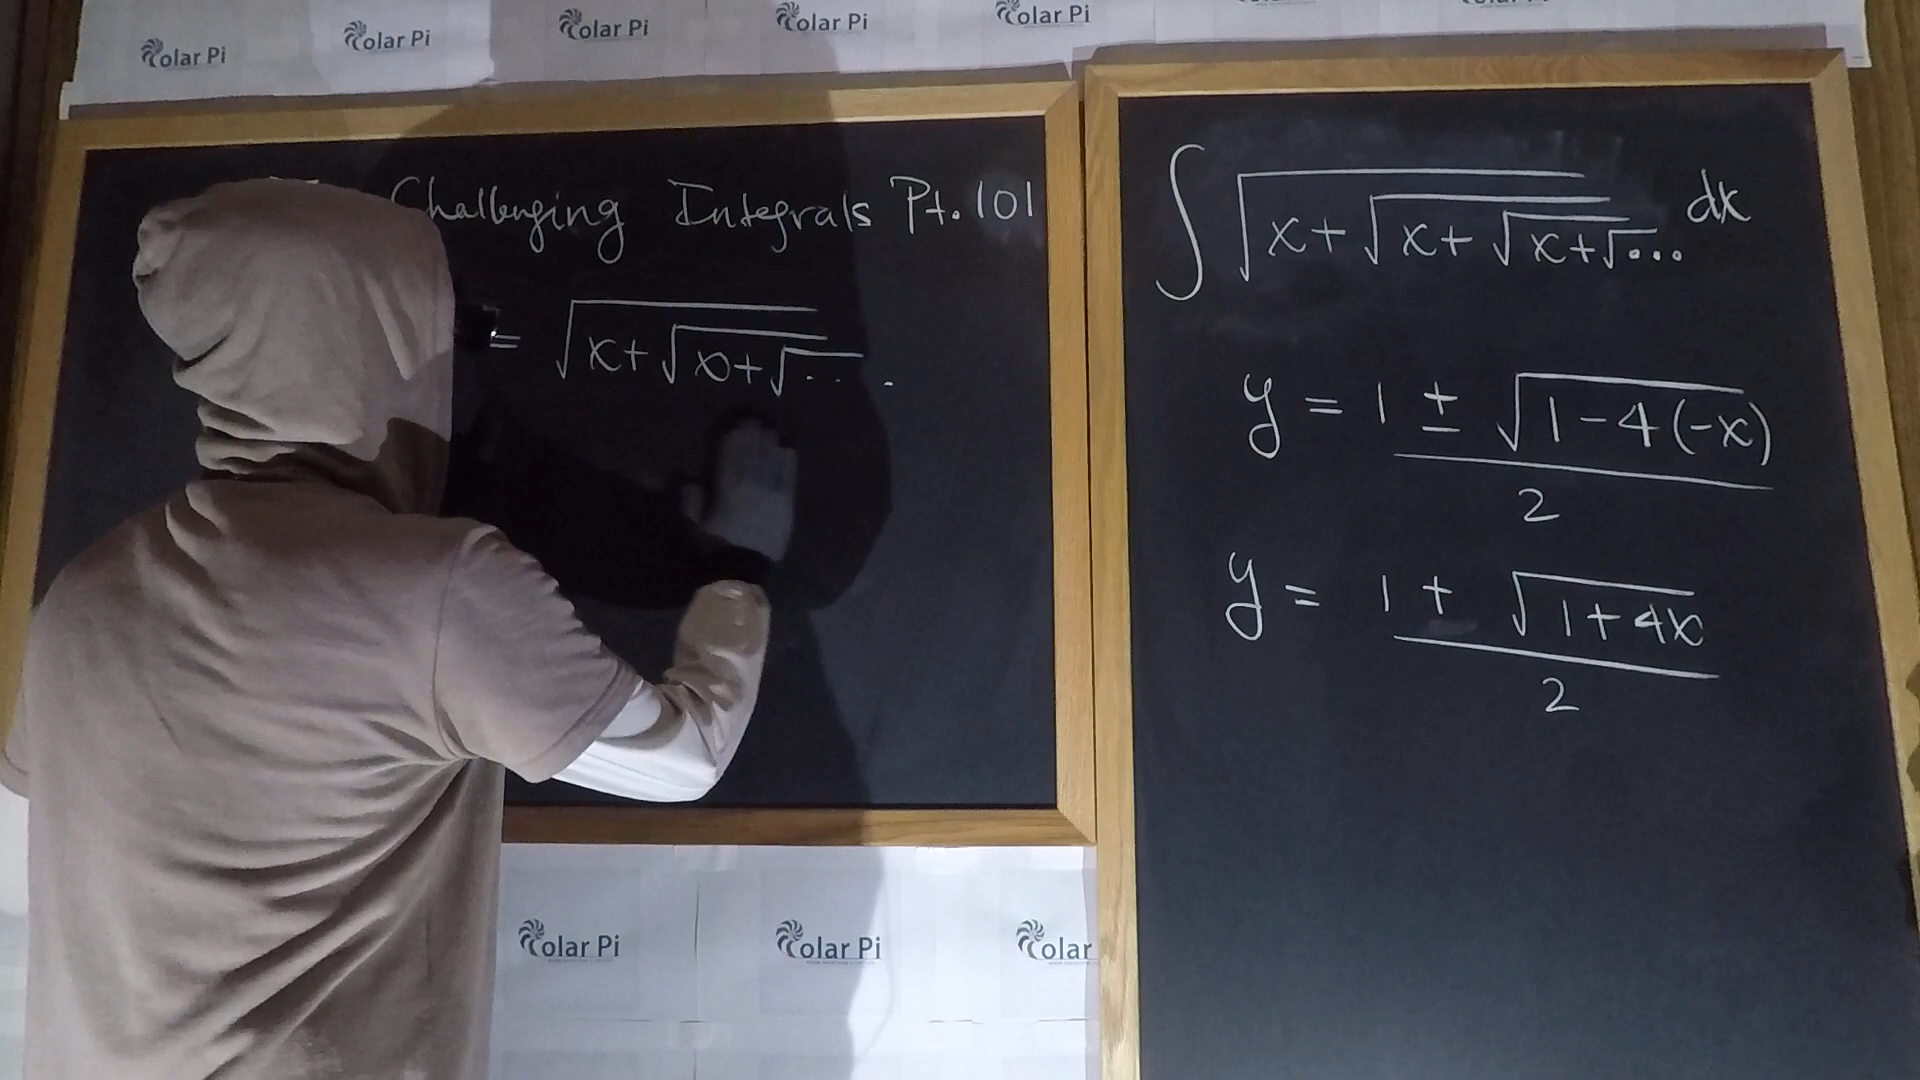 Colar Pi Colar Pi Colar Pi Colar Pi Colar Pi
Challenging Integrals Pt. 101
= √(x+√(x+√(...
∫ √(x+√(x+√(x+√... dx
y = 1 ± √(1-4(-x)) / 2
y = 1 + √(1+4x) / 2
Colar Pi Colar Pi Colar